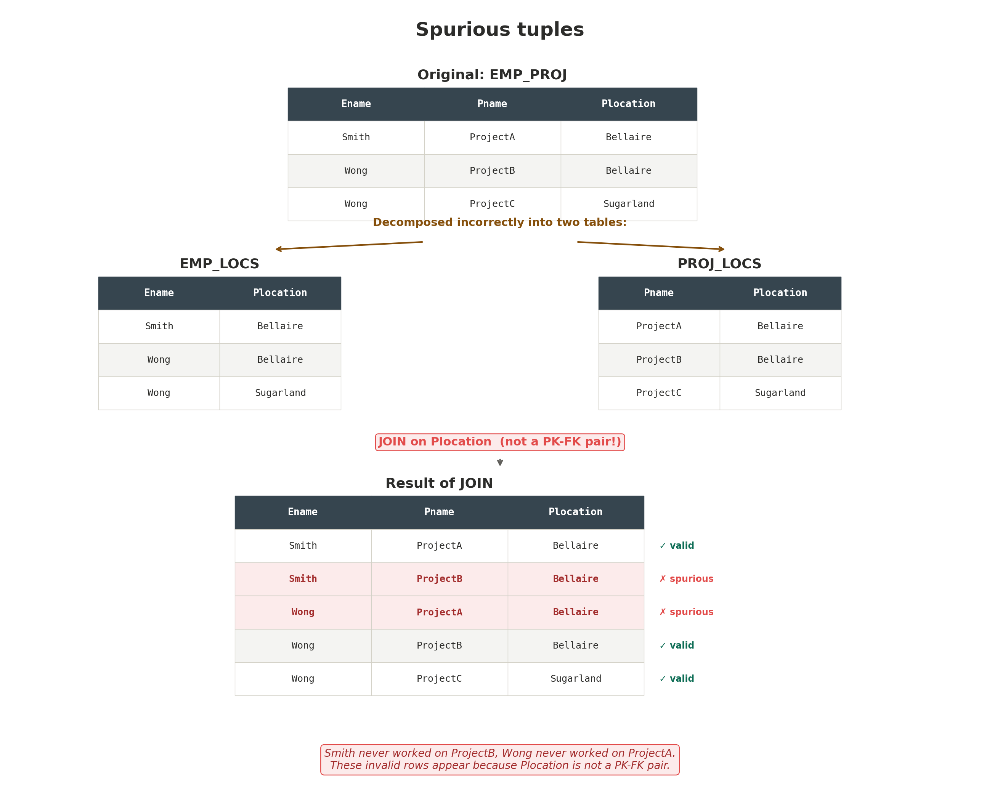 Spurious tuples
Original: EMP_PROJ
Ename Pname Plocation
Smith ProjectA Bellaire
Wong ProjectB Bellaire
Wong ProjectC Sugarland
Decomposed incorrectly into two tables:
EMP_LOCS
Ename Plocation
Smith Bellaire
Wong Bellaire
Wong Sugarland
PROJ_LOCS
Pname Plocation
ProjectA Bellaire
ProjectB Bellaire
ProjectC Sugarland
JOIN on Plocation (not a PK-FK pair!)
Result of JOIN
Ename Pname Plocation
Smith ProjectA Bellaire ✓ valid
Smith ProjectB Bellaire ✗ spurious
Wong ProjectA Bellaire ✗ spurious
Wong ProjectB Bellaire ✓ valid
Wong ProjectC Sugarland ✓ valid
Smith never worked on ProjectB, Wong never worked on ProjectA.
These invalid rows appear because Plocation is not a PK-FK pair.